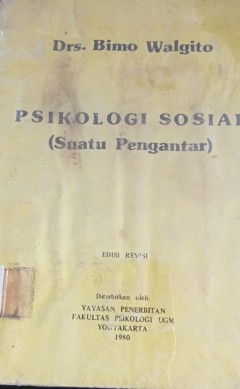 Drs. Bimo Walgito
PSIKOLOGI SOSIAL
(Suatu Pengantar)
EDISI REVISI
Diterbitkan oleh:
YAYASAN PENERBITAN
FAKULTAS PSIKOLOGI UGM
YOGYAKARTA
1980